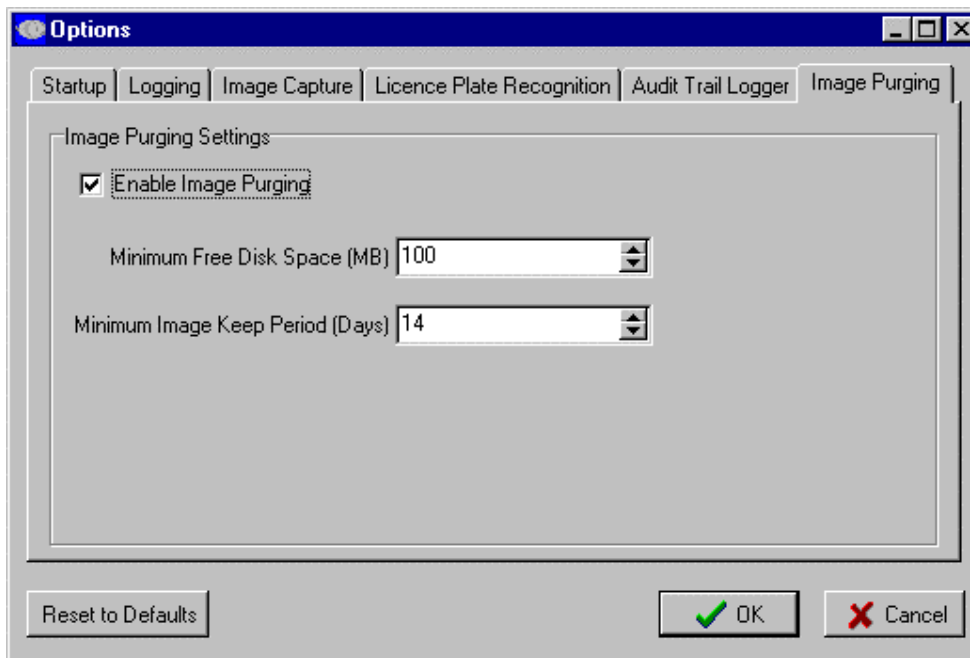 Options
Startup Logging Image Capture Licence Plate Recognition Audit Trail Logger Image Purging
Image Purging Settings
Enable Image Purging
Minimum Free Disk Space (MB) 100
Minimum Image Keep Period (Days) 14
Reset to Defaults OK Cancel